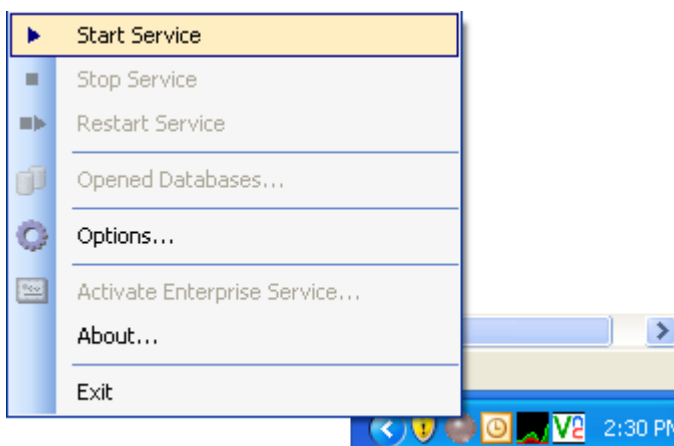 Start Service
Stop Service
Restart Service
Opened Databases...
Options...
Activate Enterprise Service...
About...
Exit
2:30 PM